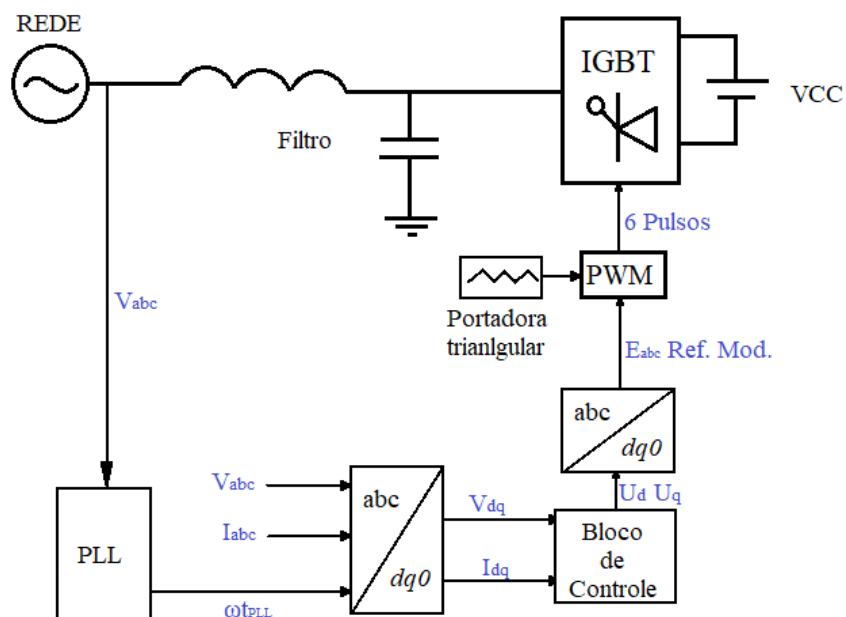 REDE
IGBT
VCC
Filtro
6 Pulsos
PWM
Vabc
Portadora
trianlgular
Eabc Ref. Mod.
abc
dq0
Vabc
abc
Vdq
Ud Uq
Iabc
Bloco
de
Controle
PLL
dq0
Idq
ωtPLL